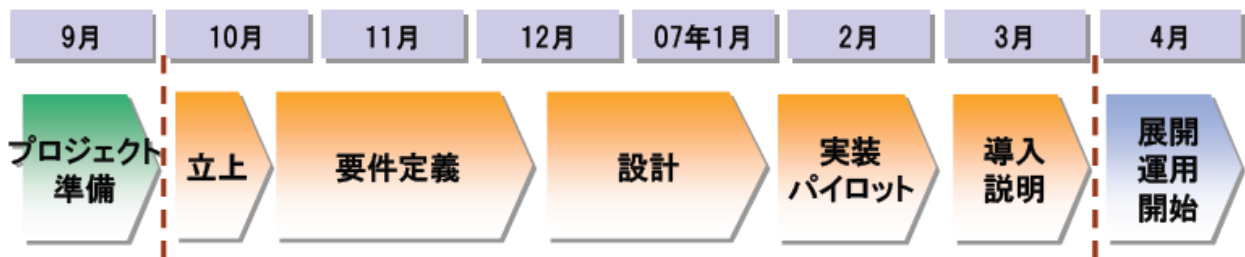 9月
10月
11月
12月
07年1月
2月
3月
4月
プロジェクト
準備
立上
要件定義
設計
実装
パイロット
導入
説明
展開
運用
開始